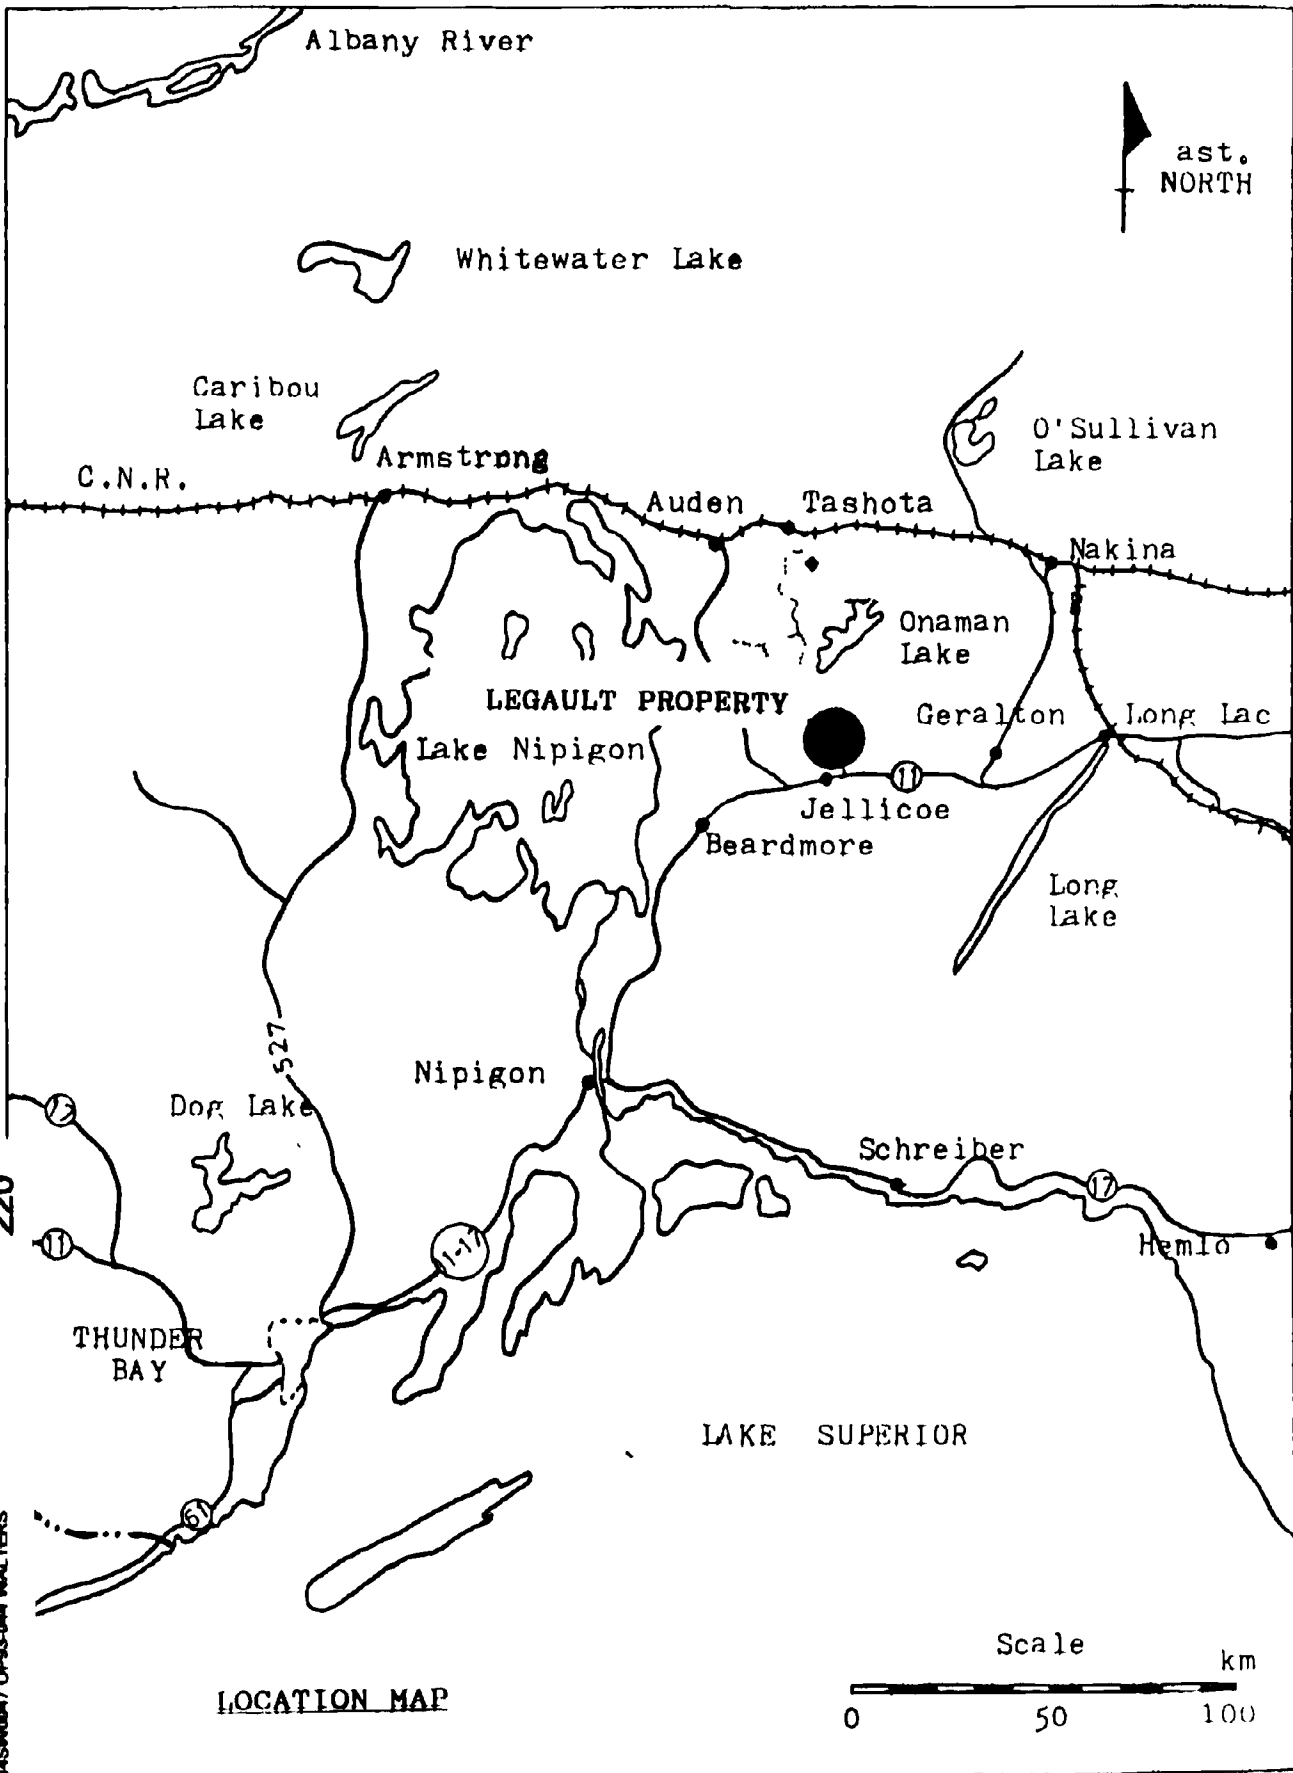 Albany River
ast.
NORTH
Whitewater Lake
Caribou
Lake
O'Sullivan
Lake
C.N.R.
Armstrong
Auden
Tashota
Nakina
Onaman
Lake
LEGAULT PROPERTY
Geralton
Long Lac
Lake Nipigon
11
Jellicoe
Beardmore
Long
lake
527
Nipigon
Dog Lake
Schreiber
17
220
11
11-17
Hemlo
THUNDER
BAY
LAKE SUPERIOR
61
Scale
km
LOCATION MAP
0 50 100